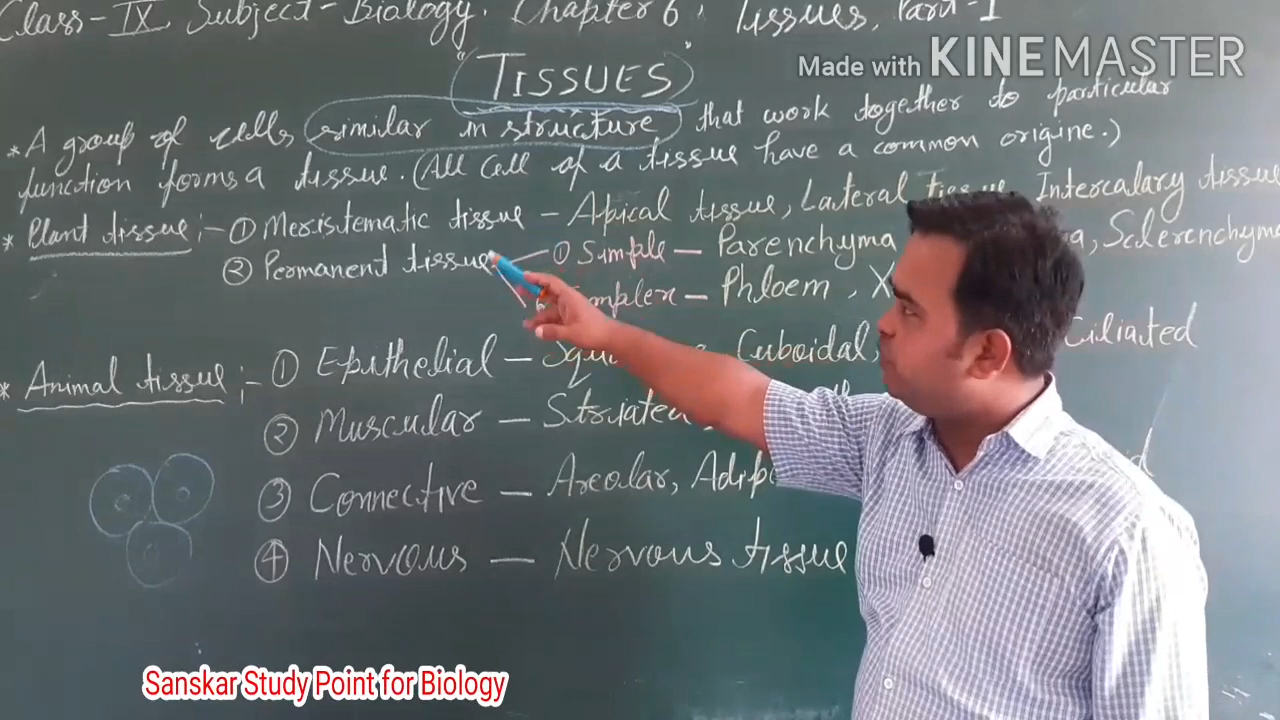 Class-IX Subject-Biology, Chapter 6, Tissues, Part-I
Made with KINEMASTER
"TISSUES"
* A group of cells, similar in structure, that work together to particular
function forms a tissue. (All cell of a tissue have a common origine.)
* Plant tissue :- ① Meristematic tissue - Apical tissue, Lateral tissue, Intercalary tissue
② Permanent tissue ① Simple - Parenchyma, Sclerenchyma
- Phloem, X
* Animal tissue :- ① Epithelial - Cuboidal, Ciliated
② Muscular - Striated,
③ Connective - Areolar,
④ Nervous - Nervous tissue
Sanskar Study Point for Biology